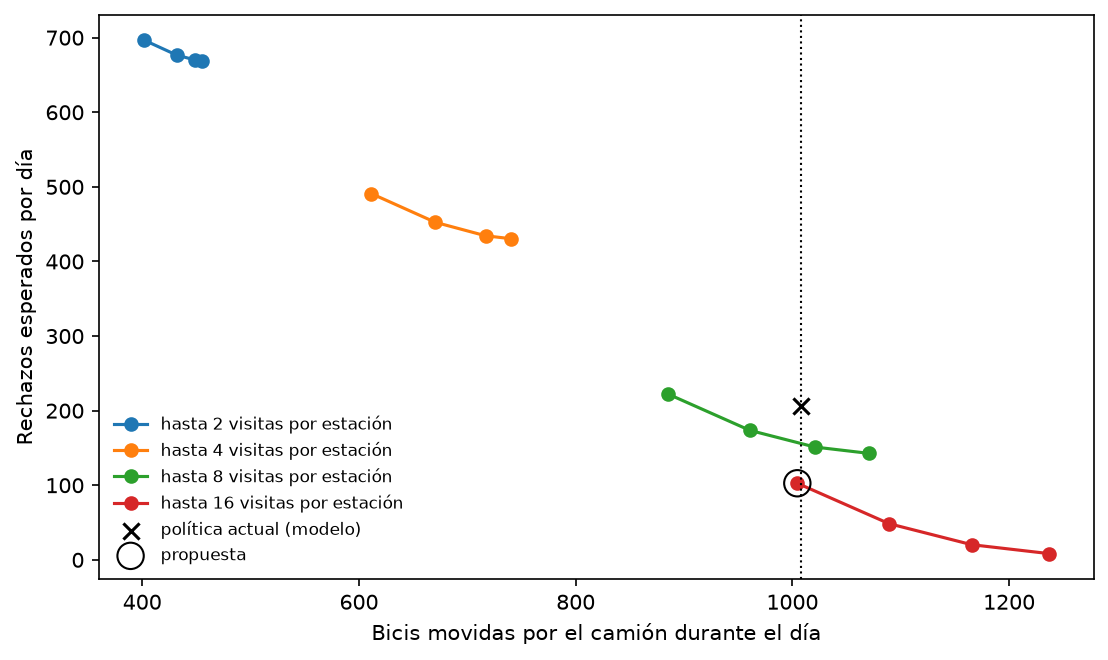 700
600
500
400
300
200
100
0
Rechazos esperados por día
hasta 2 visitas por estación
hasta 4 visitas por estación
hasta 8 visitas por estación
hasta 16 visitas por estación
política actual (modelo)
propuesta
400 600 800 1000 1200
Bicis movidas por el camión durante el día